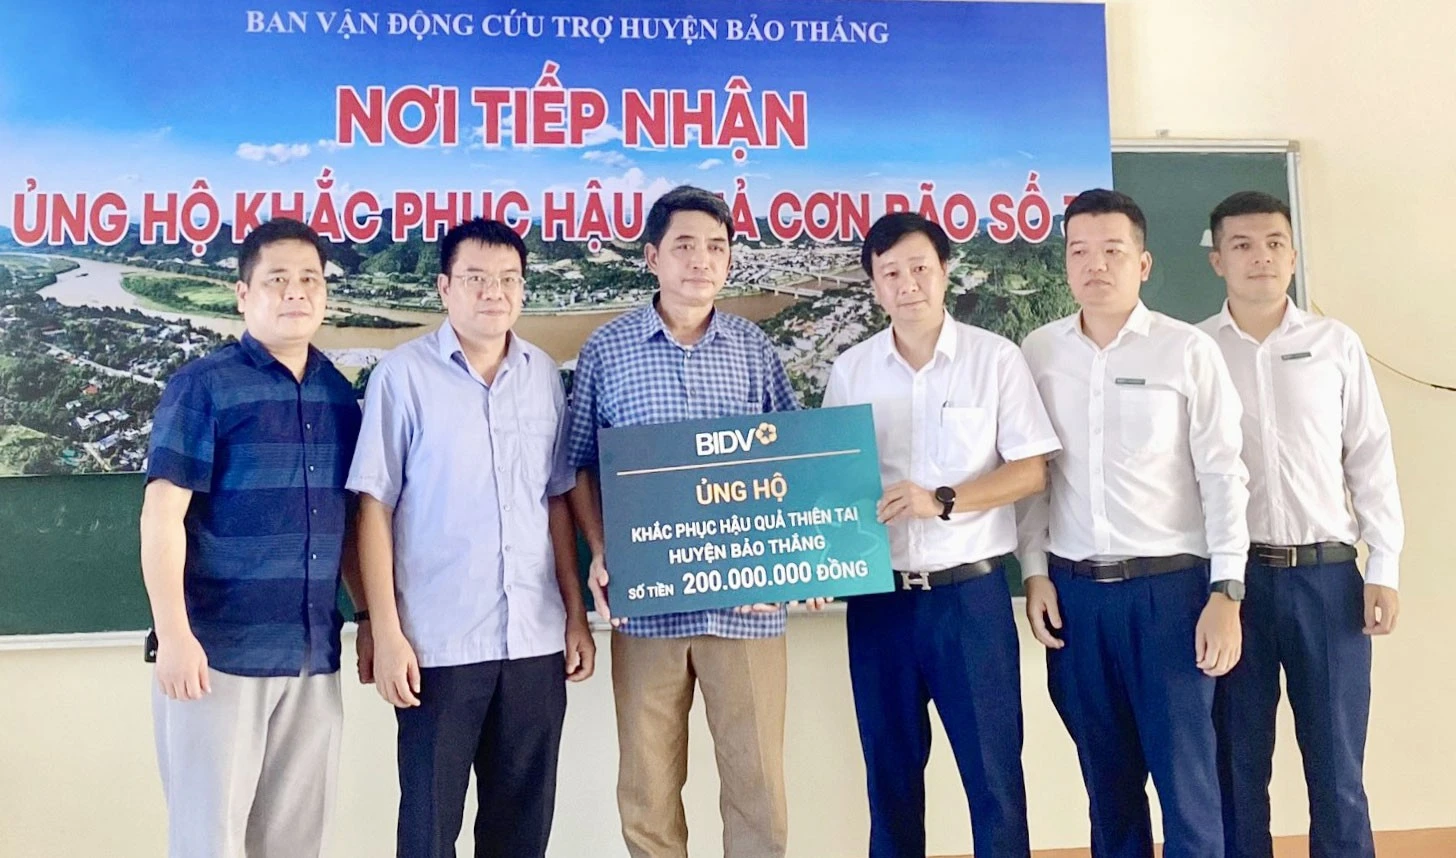 BAN VẬN ĐỘNG CỨU TRỢ HUYỆN BẢO THẮNG
NƠI TIẾP NHẬN
ỦNG HỘ KHẮC PHỤC HẬU CƠN BÃO SỐ
BIDV
ỦNG HỘ
KHẮC PHỤC HẬU QUẢ THIÊN TAI
HUYỆN BẢO THẮNG
SỐ TIỀN 200.000.000 ĐỒNG